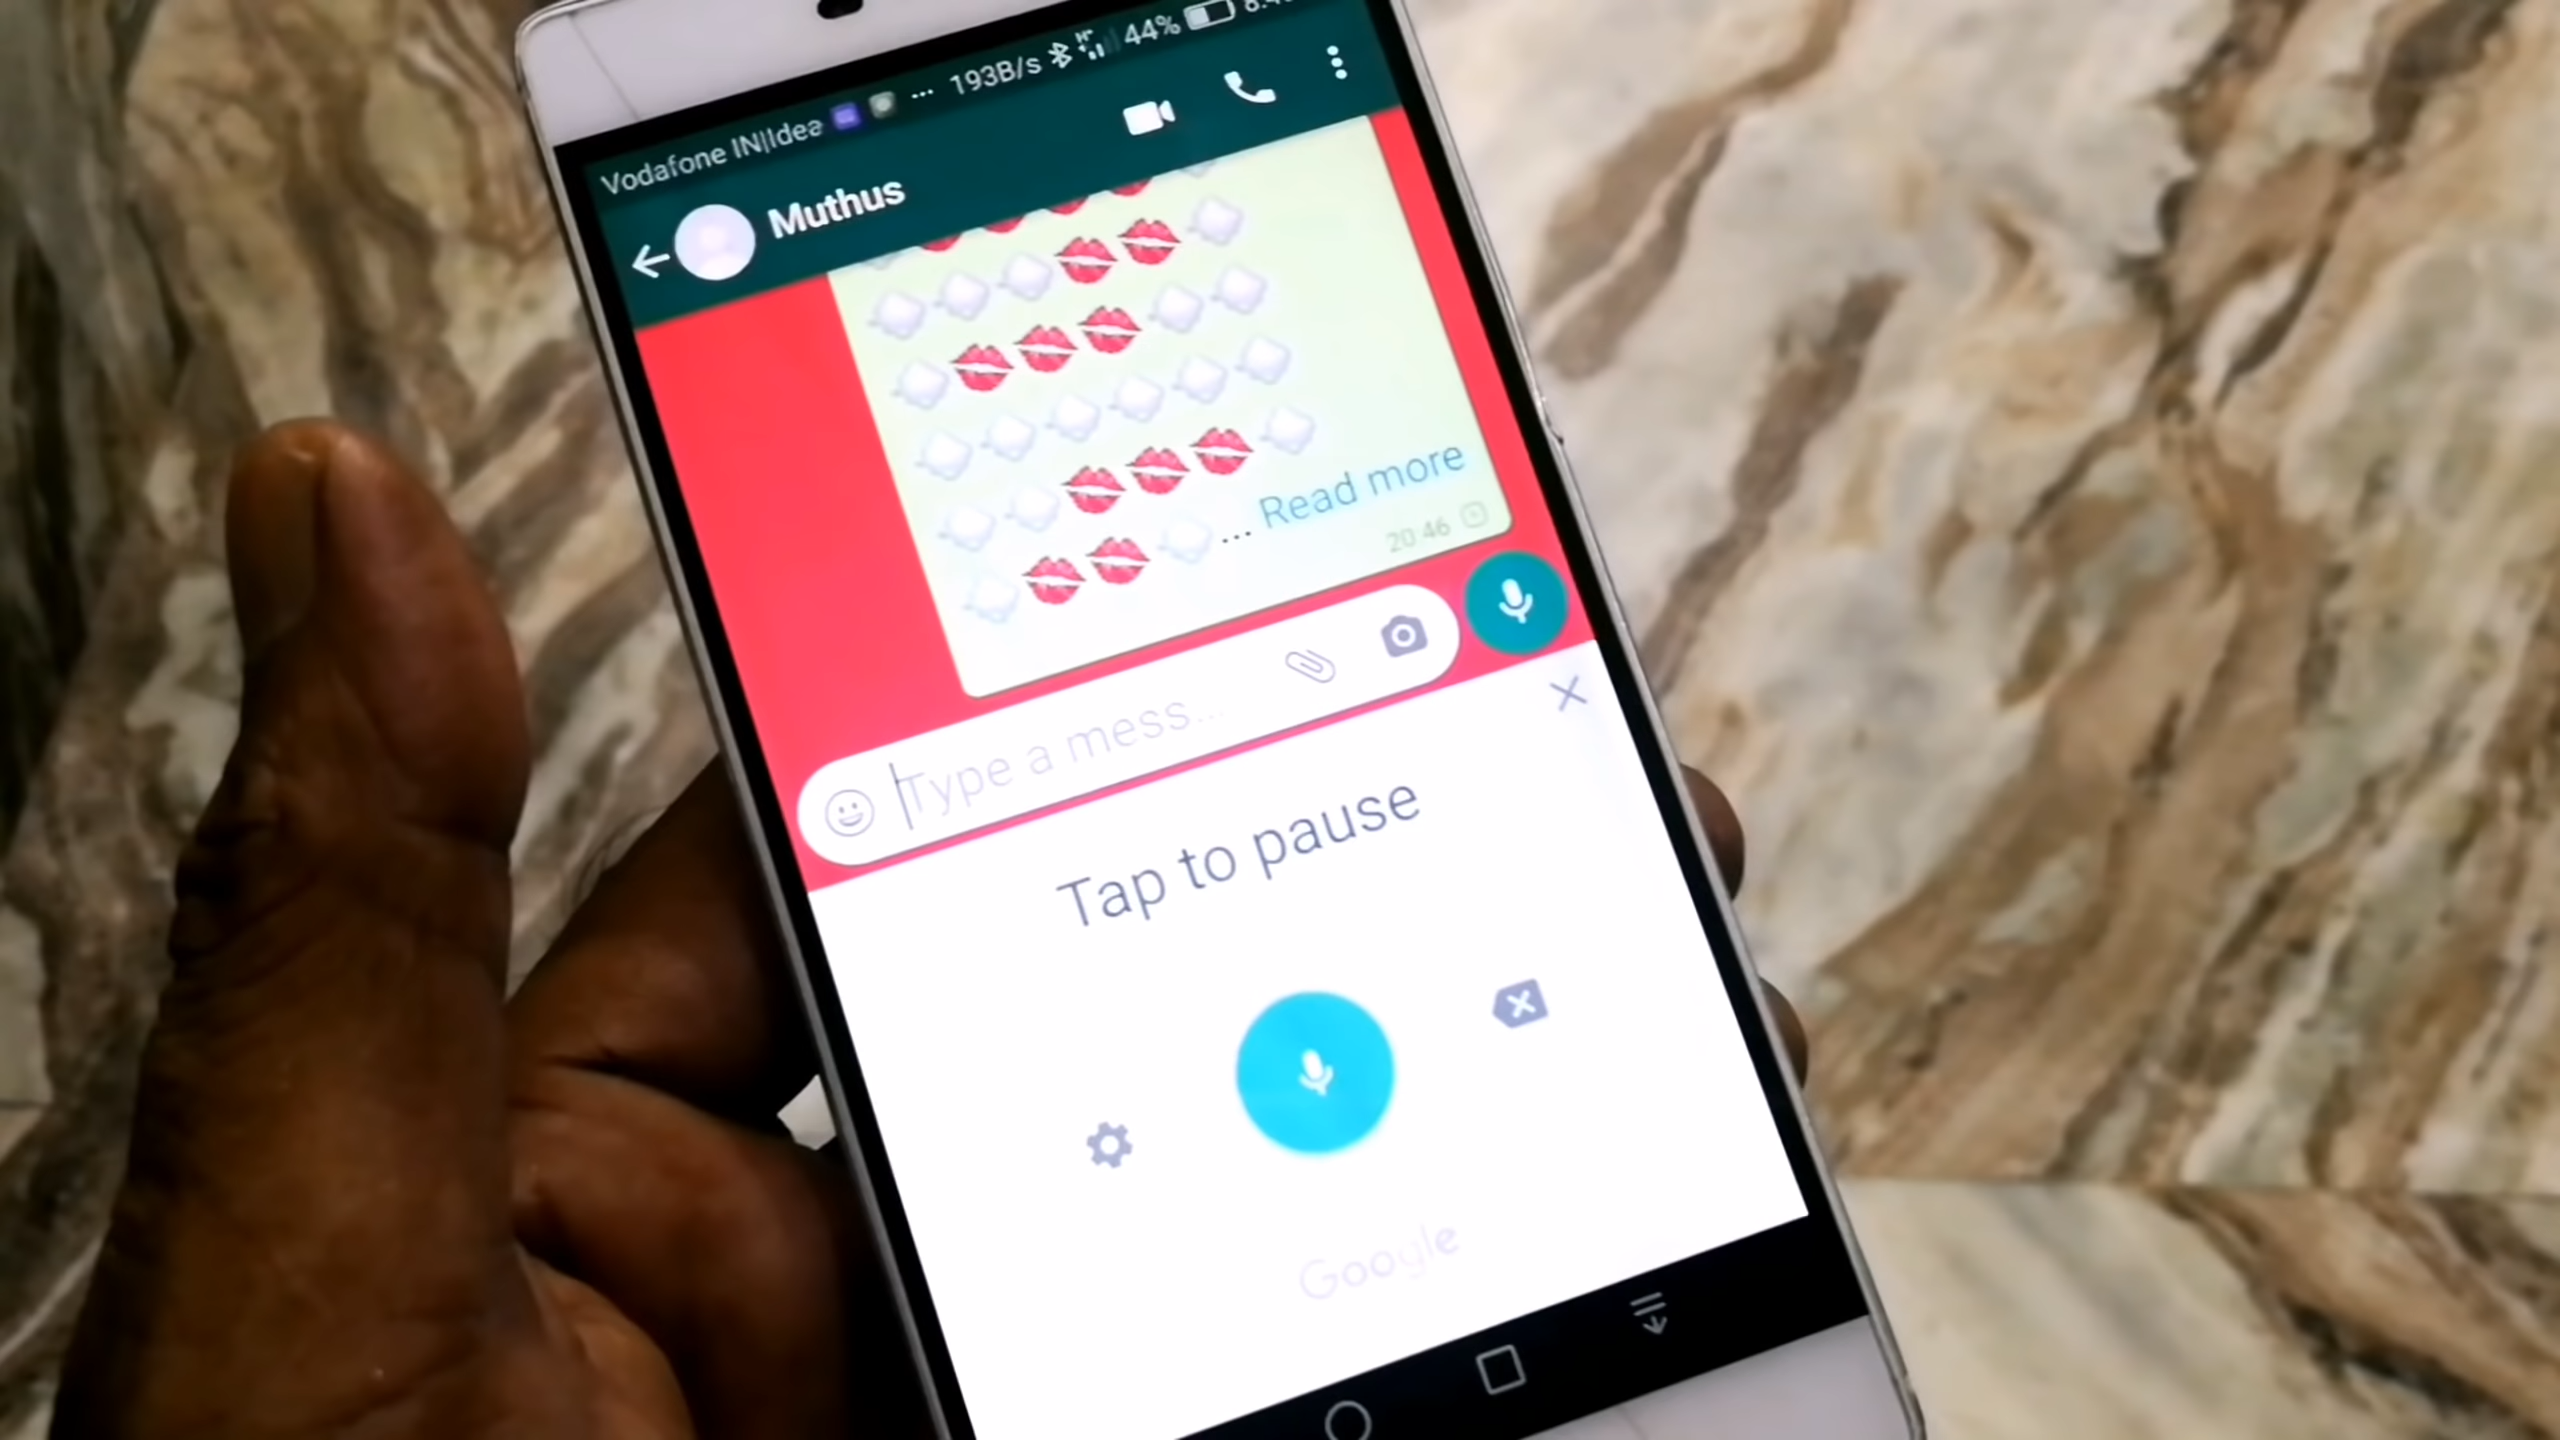 Vodafone IN|Idea ... 193B/s 44%
Muthus
... Read more
20:46
Type a mess...
Tap to pause
Google